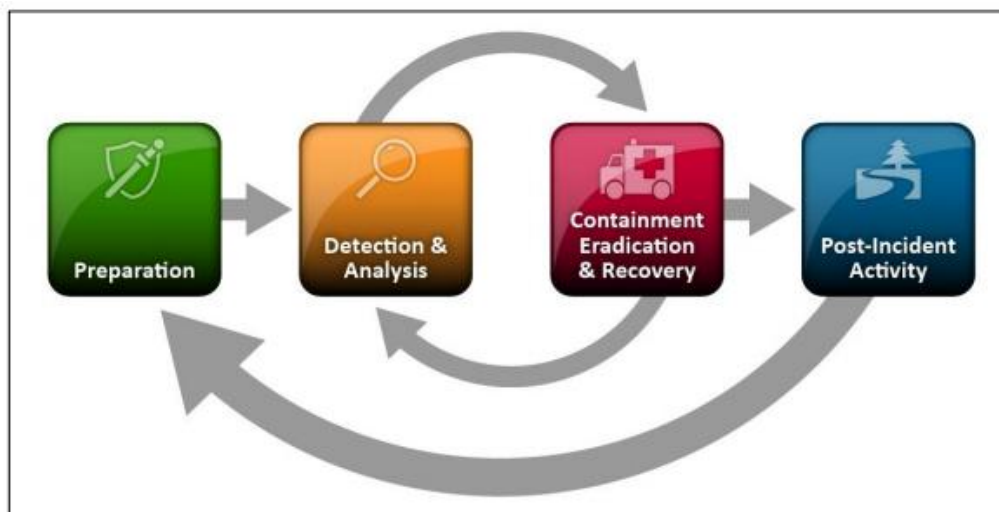 Preparation
Detection &
Analysis
Containment
Eradication
& Recovery
Post-Incident
Activity